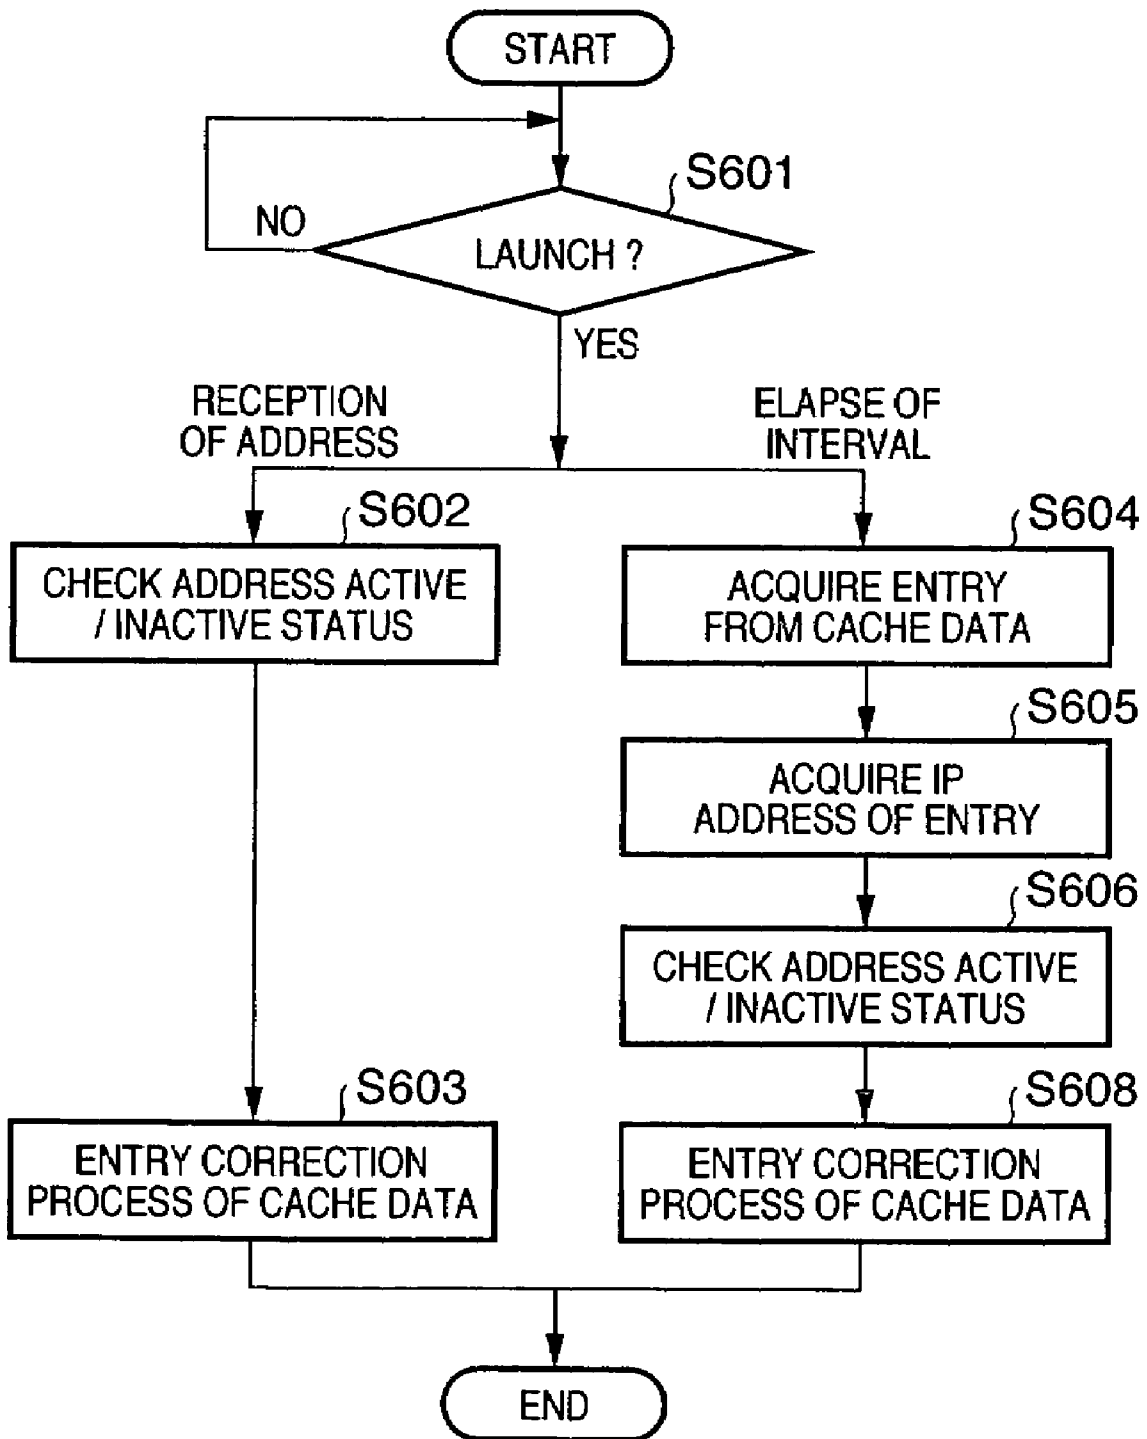 START
S601
NO
LAUNCH ?
YES
RECEPTION
OF ADDRESS
ELAPSE OF
INTERVAL
S602
CHECK ADDRESS ACTIVE
/ INACTIVE STATUS
S604
ACQUIRE ENTRY
FROM CACHE DATA
S605
ACQUIRE IP
ADDRESS OF ENTRY
S606
CHECK ADDRESS ACTIVE
/ INACTIVE STATUS
S603
ENTRY CORRECTION
PROCESS OF CACHE DATA
S608
ENTRY CORRECTION
PROCESS OF CACHE DATA
END